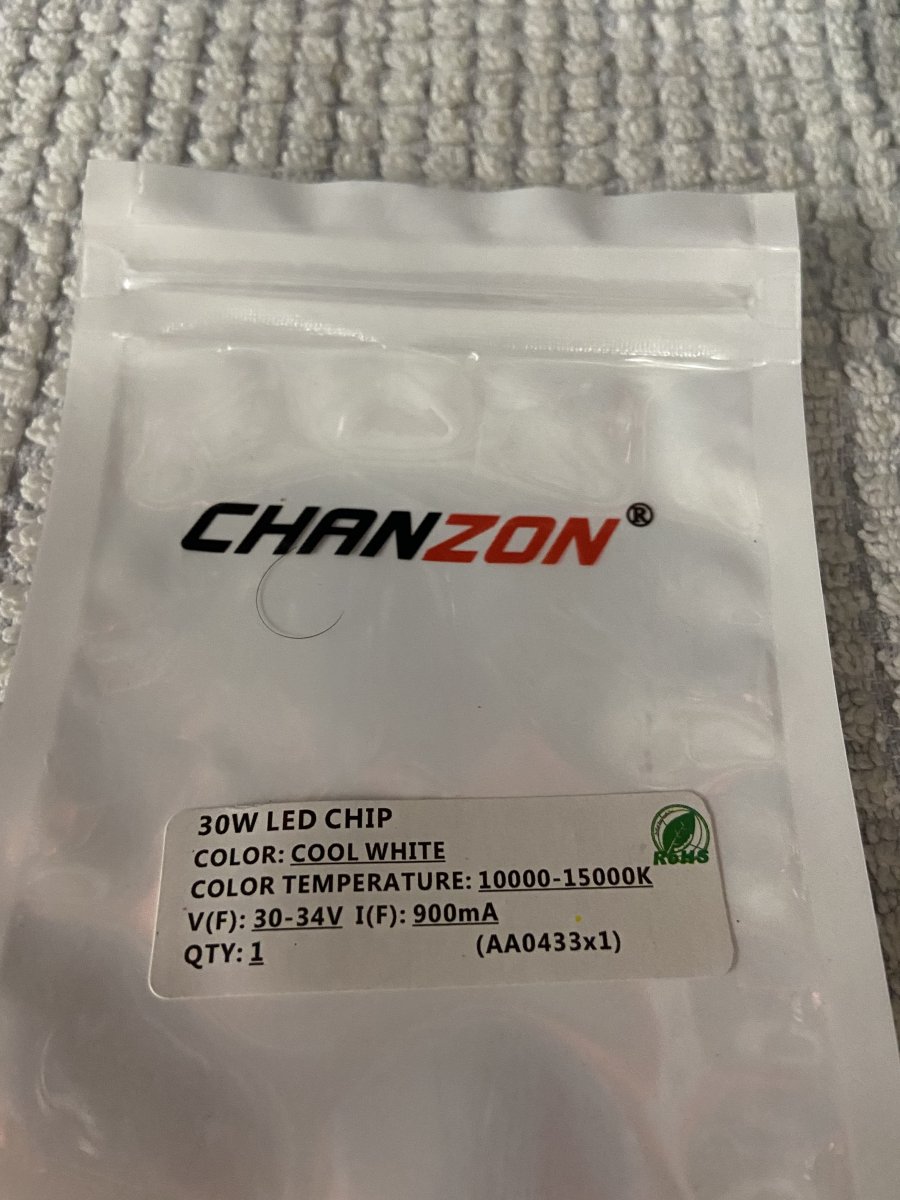 CHANZON®
30W LED CHIP
COLOR: COOL WHITE
COLOR TEMPERATURE: 10000-15000K
V(F): 30-34V I(F): 900mA
QTY: 1 (AA0433x1)
RoHS